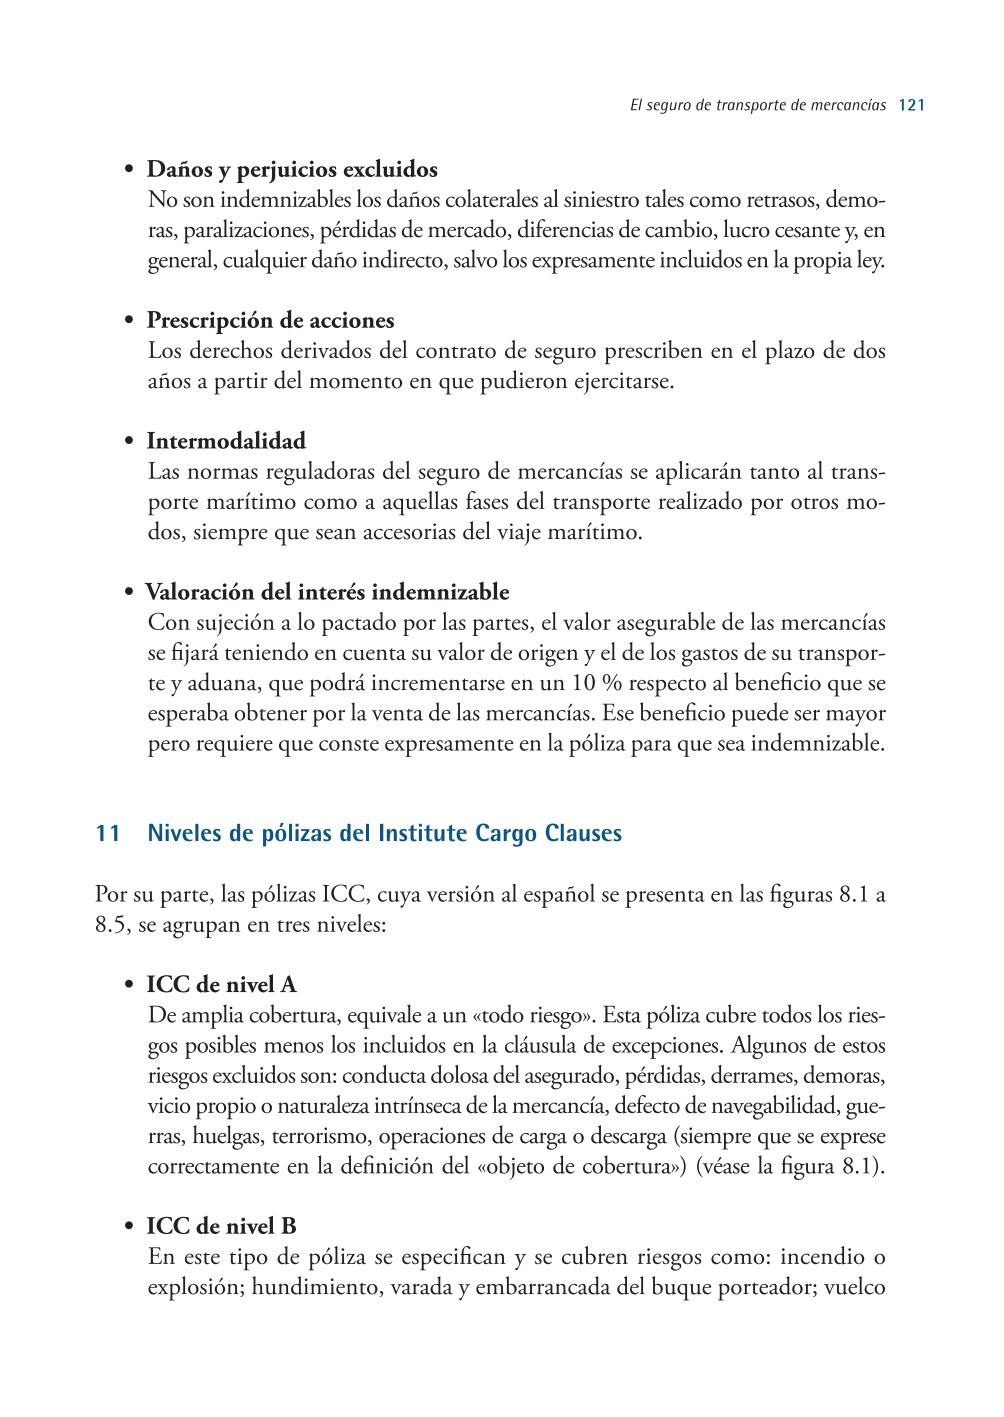 El seguro de transporte de mercancías 121
• Daños y perjuicios excluidos
No son indemnizables los daños colaterales al siniestro tales como retrasos, demo-
ras, paralizaciones, pérdidas de mercado, diferencias de cambio, lucro cesante y, en
general, cualquier daño indirecto, salvo los expresamente incluidos en la propia ley.
• Prescripción de acciones
Los derechos derivados del contrato de seguro prescriben en el plazo de dos
años a partir del momento en que pudieron ejercitarse.
• Intermodalidad
Las normas reguladoras del seguro de mercancías se aplicarán tanto al trans-
porte marítimo como a aquellas fases del transporte realizado por otros mo-
dos, siempre que sean accesorias del viaje marítimo.
• Valoración del interés indemnizable
Con sujeción a lo pactado por las partes, el valor asegurable de las mercancías
se fijará teniendo en cuenta su valor de origen y el de los gastos de su transpor-
te y aduana, que podrá incrementarse en un 10 % respecto al beneficio que se
esperaba obtener por la venta de las mercancías. Ese beneficio puede ser mayor
pero requiere que conste expresamente en la póliza para que sea indemnizable.
11 Niveles de pólizas del Institute Cargo Clauses
Por su parte, las pólizas ICC, cuya versión al español se presenta en las figuras 8.1 a
8.5, se agrupan en tres niveles:
• ICC de nivel A
De amplia cobertura, equivale a un «todo riesgo». Esta póliza cubre todos los ries-
gos posibles menos los incluidos en la cláusula de excepciones. Algunos de estos
riesgos excluidos son: conducta dolosa del asegurado, pérdidas, derrames, demoras,
vicio propio o naturaleza intrínseca de la mercancía, defecto de navegabilidad, gue-
rras, huelgas, terrorismo, operaciones de carga o descarga (siempre que se exprese
correctamente en la definición del «objeto de cobertura») (véase la figura 8.1).
• ICC de nivel B
En este tipo de póliza se especifican y se cubren riesgos como: incendio o
explosión; hundimiento, varada y embarrancada del buque porteador; vuelco